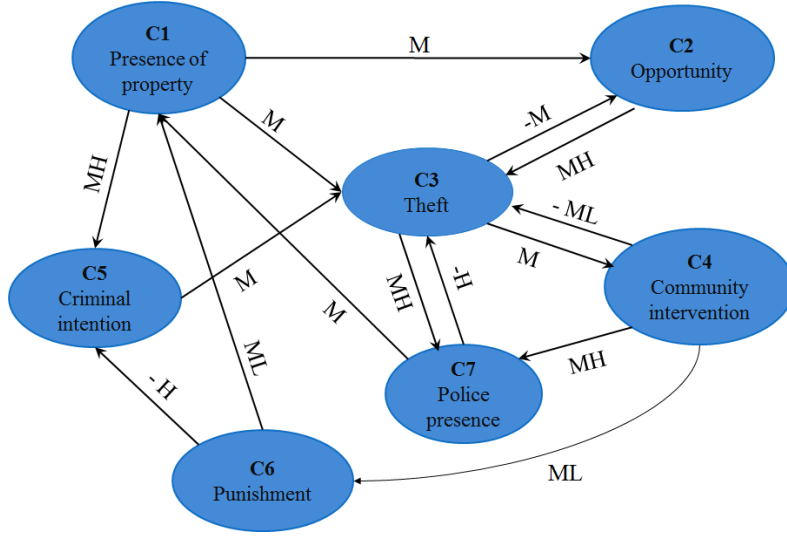 C1
Presence of
property
M
C2
Opportunity
-M
M
MH
MH
C3
Theft
- ML
M
C5
Criminal
intention
M
MH
-H
C4
Community
intervention
M
ML
MH
- H
C7
Police
presence
C6
Punishment
ML